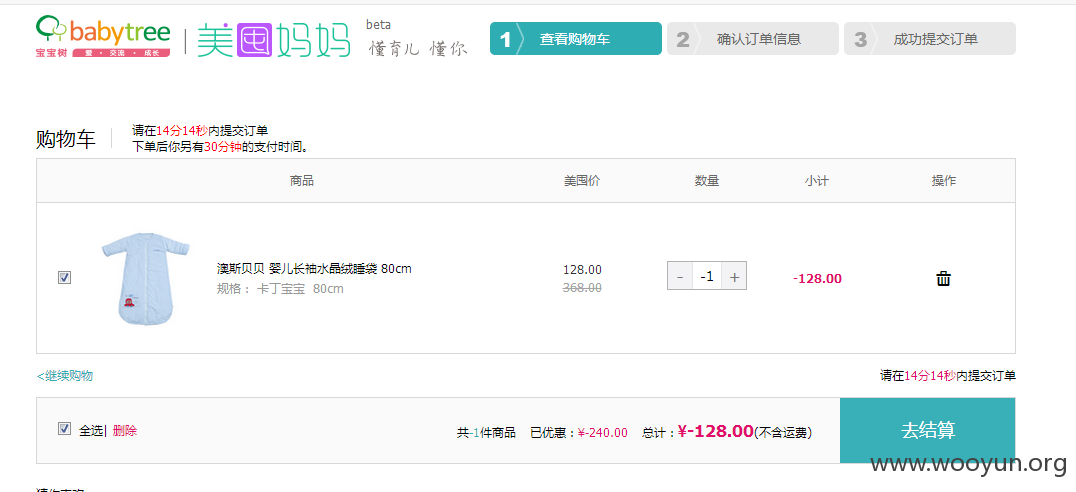 babytree
宝宝树 爱 · 交流 · 成长
美囤妈妈
beta
懂育儿 懂你
1 查看购物车
2 确认订单信息
3 成功提交订单
购物车
请在14分14秒内提交订单
下单后你另有30分钟的支付时间。
商品 美囤价 数量 小计 操作
澳斯贝贝 婴儿长袖水晶绒睡袋 80cm
规格： 卡丁宝宝 80cm
128.00
368.00
- -1 +
-128.00
<继续购物
请在14分14秒内提交订单
全选| 删除
共-1件商品 已优惠：¥-240.00 总计：¥-128.00(不含运费)
去结算
www.wooyun.org